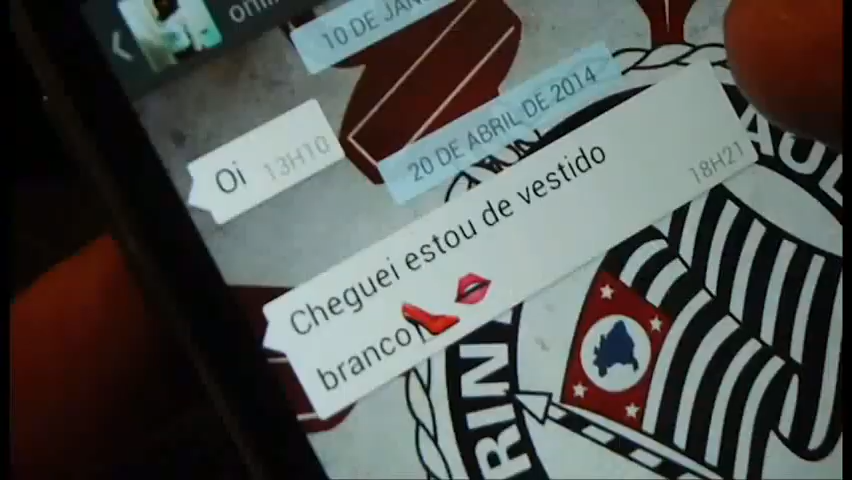 10 DE JAN
Oi 13H10
20 DE ABRIL DE 2014
Cheguei estou de vestido
branco 18H21